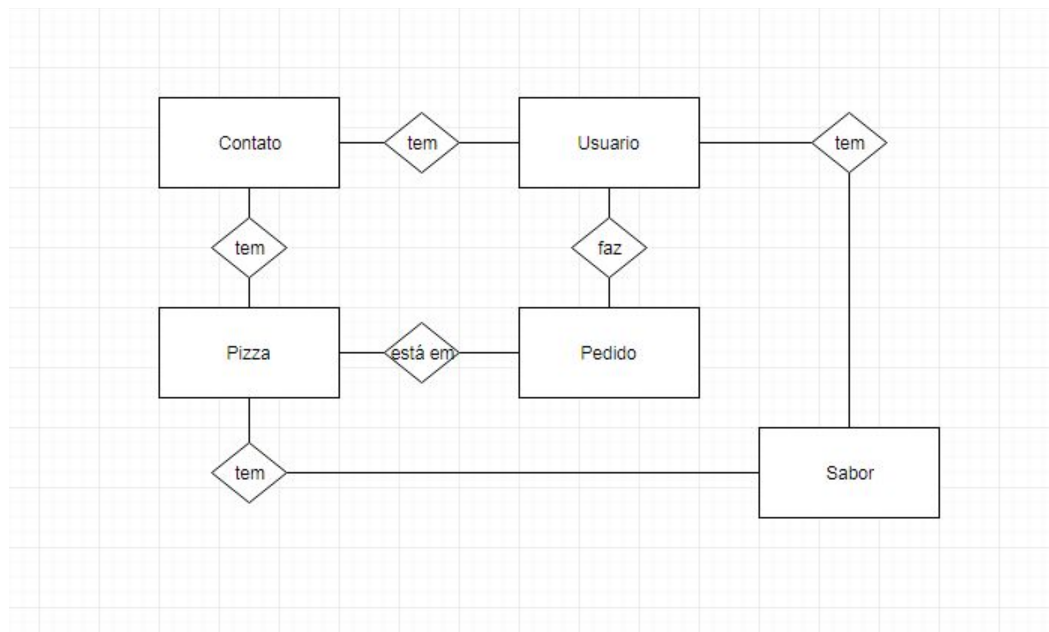 Contato
tem
Usuario
tem
tem
faz
Pizza
está em
Pedido
tem
Sabor